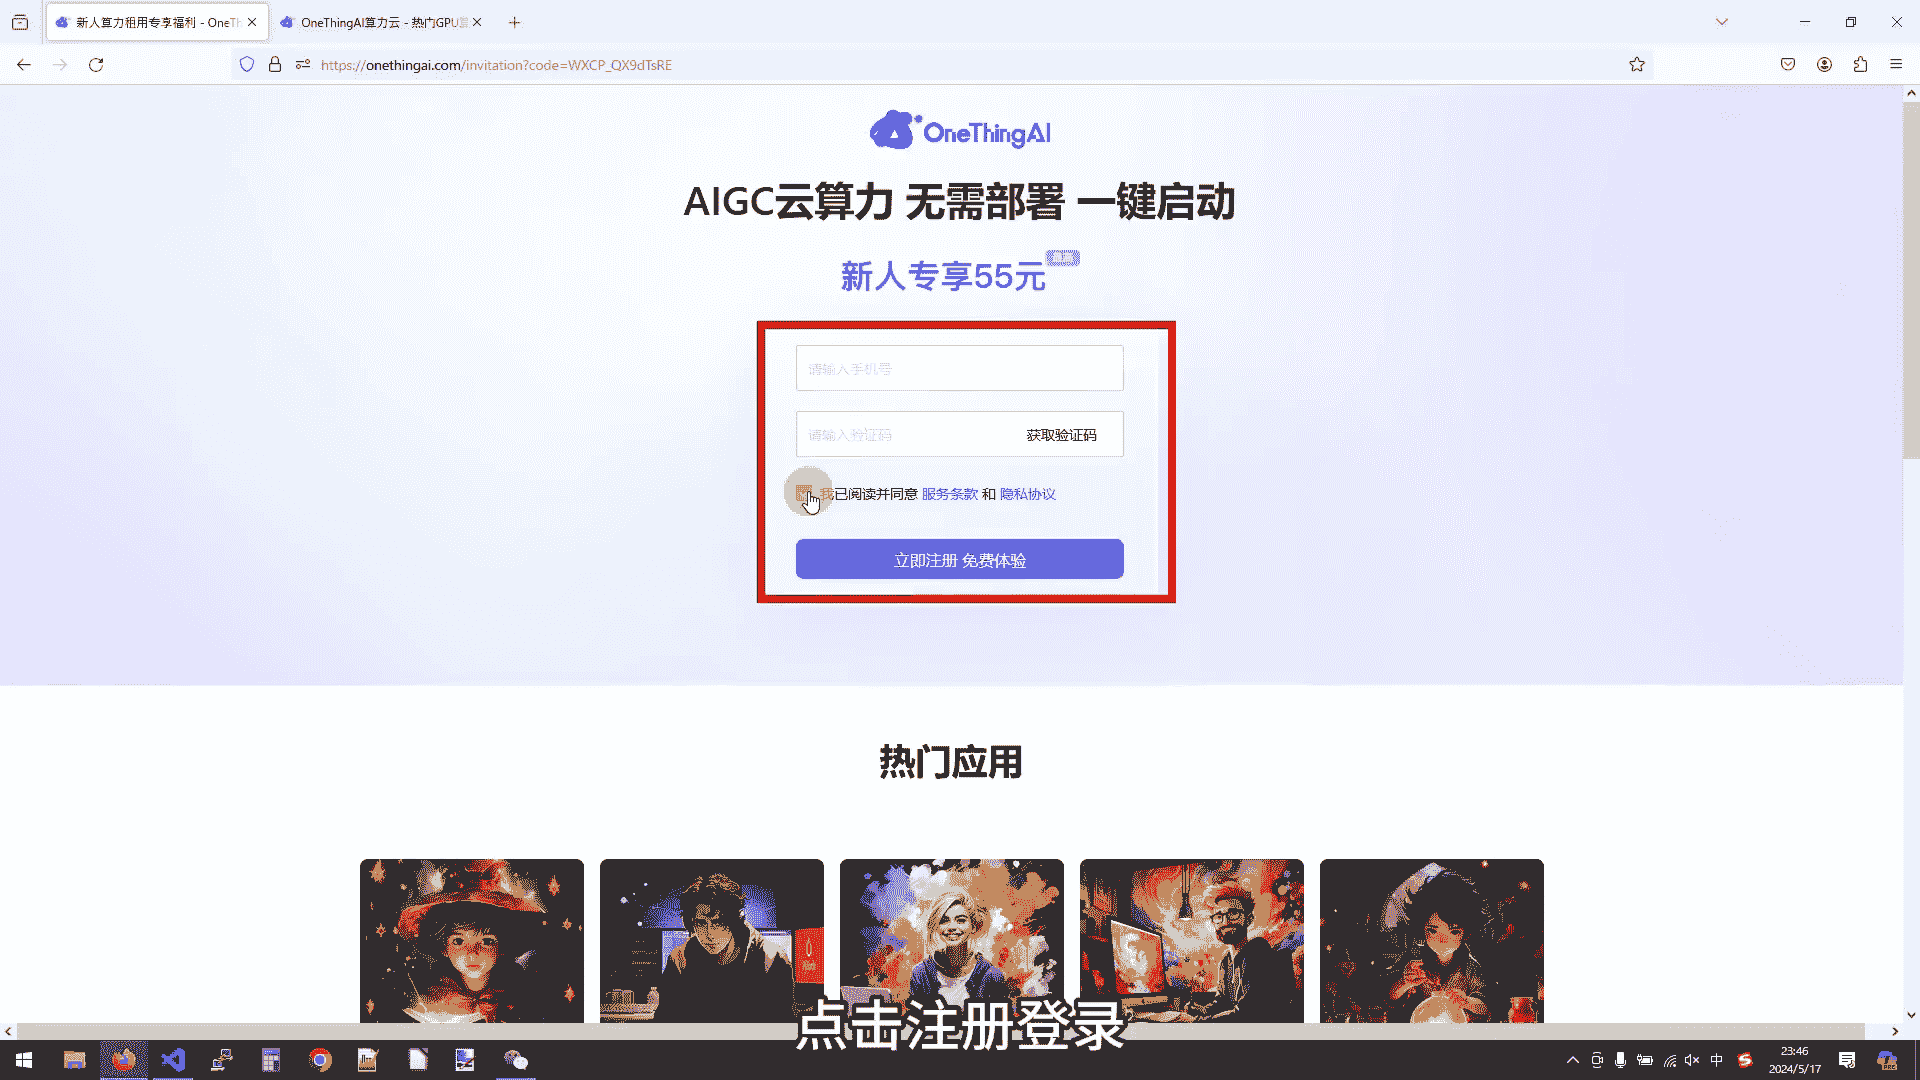 新人算力租用专享福利 - OneTh
OneThingAI算力云 - 热门GPU算
https://onethingai.com/invitation?code=WXCP_QX9dTsRE
OneThingAI
AIGC云算力 无需部署 一键启动
新人专享55元
请输入手机号
请输入验证码
获取验证码
我已阅读并同意 服务条款 和 隐私协议
立即注册 免费体验
热门应用
点击注册登录
中
23:46
2024/5/17